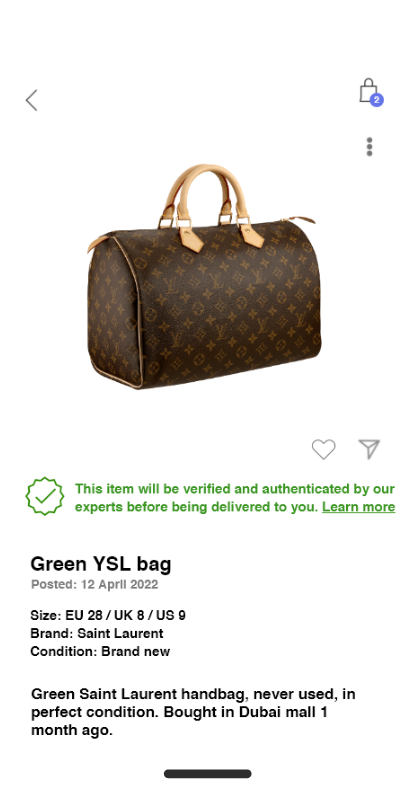 2
This item will be verified and authenticated by our
experts before being delivered to you. Learn more
Green YSL bag
Posted: 12 April 2022
Size: EU 28 / UK 8 / US 9
Brand: Saint Laurent
Condition: Brand new
Green Saint Laurent handbag, never used, in
perfect condition. Bought in Dubai mall 1
month ago.